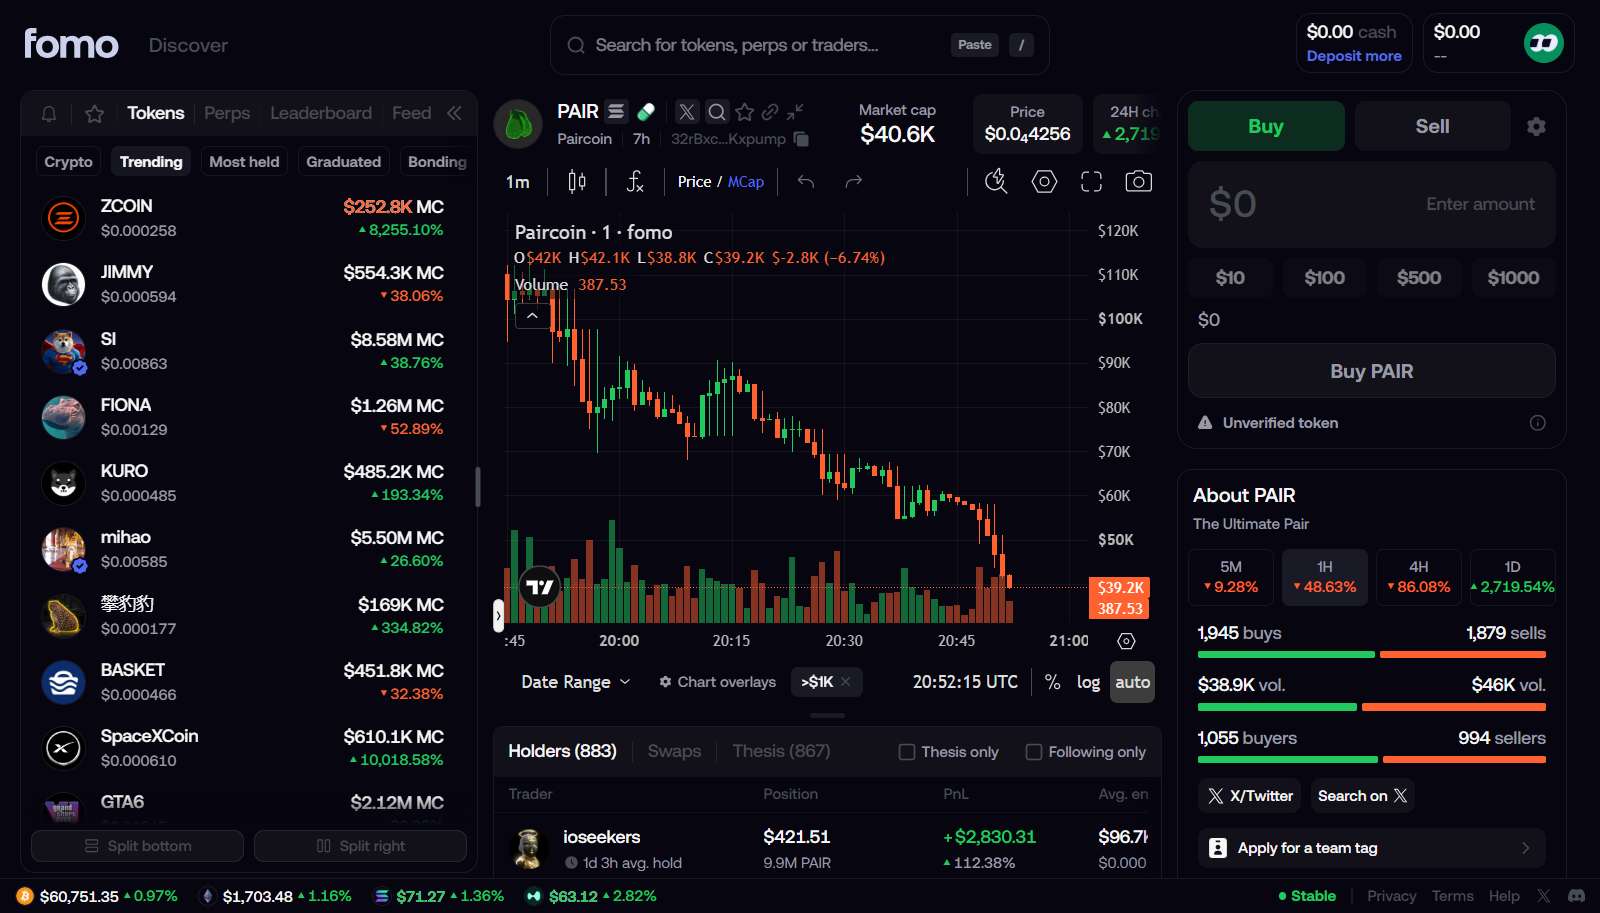 fomo
Discover
Search for tokens, perps or traders...
Paste
/
$0.00 cash
Deposit more
$0.00
--
Tokens
Perps
Leaderboard
Feed
Crypto
Trending
Most held
Graduated
Bonding
ZCOIN
$252.8K MC
$0.000258
8,255.10%
JIMMY
$554.3K MC
$0.000594
38.06%
SI
$8.58M MC
$0.00863
38.76%
FIONA
$1.26M MC
$0.00129
52.89%
KURO
$485.2K MC
$0.000485
193.34%
mihao
$5.50M MC
$0.00585
26.60%
攀豹豹
$169K MC
$0.000177
334.82%
BASKET
$451.8K MC
$0.000466
32.38%
SpaceXCoin
$610.1K MC
$0.000610
10,018.58%
GTA6
$2.12M MC
Split bottom
Split right
PAIR
Paircoin
7h
32rBxc...Kxpump
Market cap
$40.6K
Price
$0.0₄4256
24H ch
2,719
1m
Price / MCap
Paircoin · 1 · fomo
O$42K H$42.1K L$38.8K C$39.2K $-2.8K (−6.74%)
Volume 387.53
$120K
$110K
$100K
$90K
$80K
$70K
$60K
$50K
$39.2K
387.53
:45
20:00
20:15
20:30
20:45
21:00
Date Range
Chart overlays
>$1K
20:52:15 UTC
%
log
auto
Holders (883)
Swaps
Thesis (867)
Thesis only
Following only
Trader
Position
PnL
Avg. en
ioseekers
$421.51
+$2,830.31
$96.7
1d 3h avg. hold
9.9M PAIR
112.38%
$0.000
Buy
Sell
$0
Enter amount
$10
$100
$500
$1000
$0
Buy PAIR
Unverified token
About PAIR
The Ultimate Pair
5M
9.28%
1H
48.63%
4H
86.08%
1D
2,719.54%
1,945 buys
1,879 sells
$38.9K vol.
$46K vol.
1,055 buyers
994 sellers
X/Twitter
Search on X
Apply for a team tag
$60,751.35
0.97%
$1,703.48
1.16%
$71.27
1.36%
$63.12
2.82%
Stable
Privacy
Terms
Help